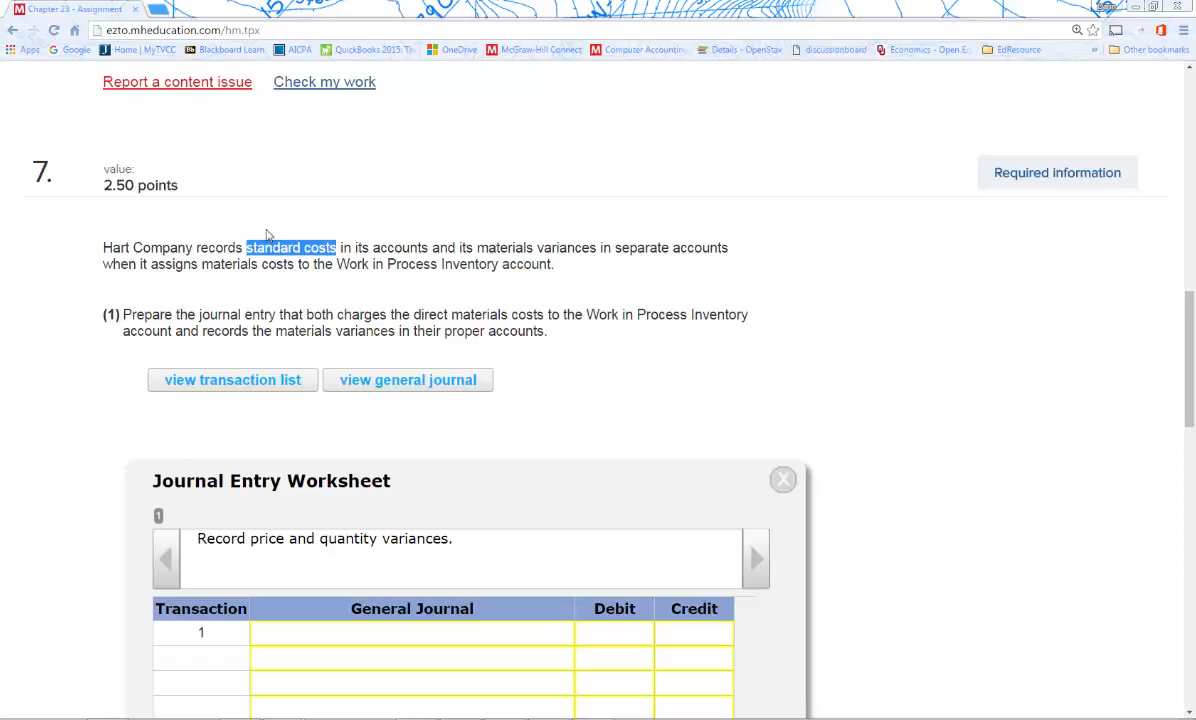 Chapter 23 - Assignment
ezto.mheducation.com/hm.tpx
Apps Google Home | MyTVCC Blackboard Learn AICPA QuickBooks 2015: The OneDrive McGraw-Hill Connect Computer Accounting Details - OpenStax discussionboard Economics - Open E: EdResource » Other bookmarks
Report a content issue Check my work
7.
value:
2.50 points
Required information
Hart Company records standard costs in its accounts and its materials variances in separate accounts
when it assigns materials costs to the Work in Process Inventory account.
(1) Prepare the journal entry that both charges the direct materials costs to the Work in Process Inventory
account and records the materials variances in their proper accounts.
view transaction list view general journal
Journal Entry Worksheet
X
1
Record price and quantity variances.
Transaction General Journal Debit Credit
1